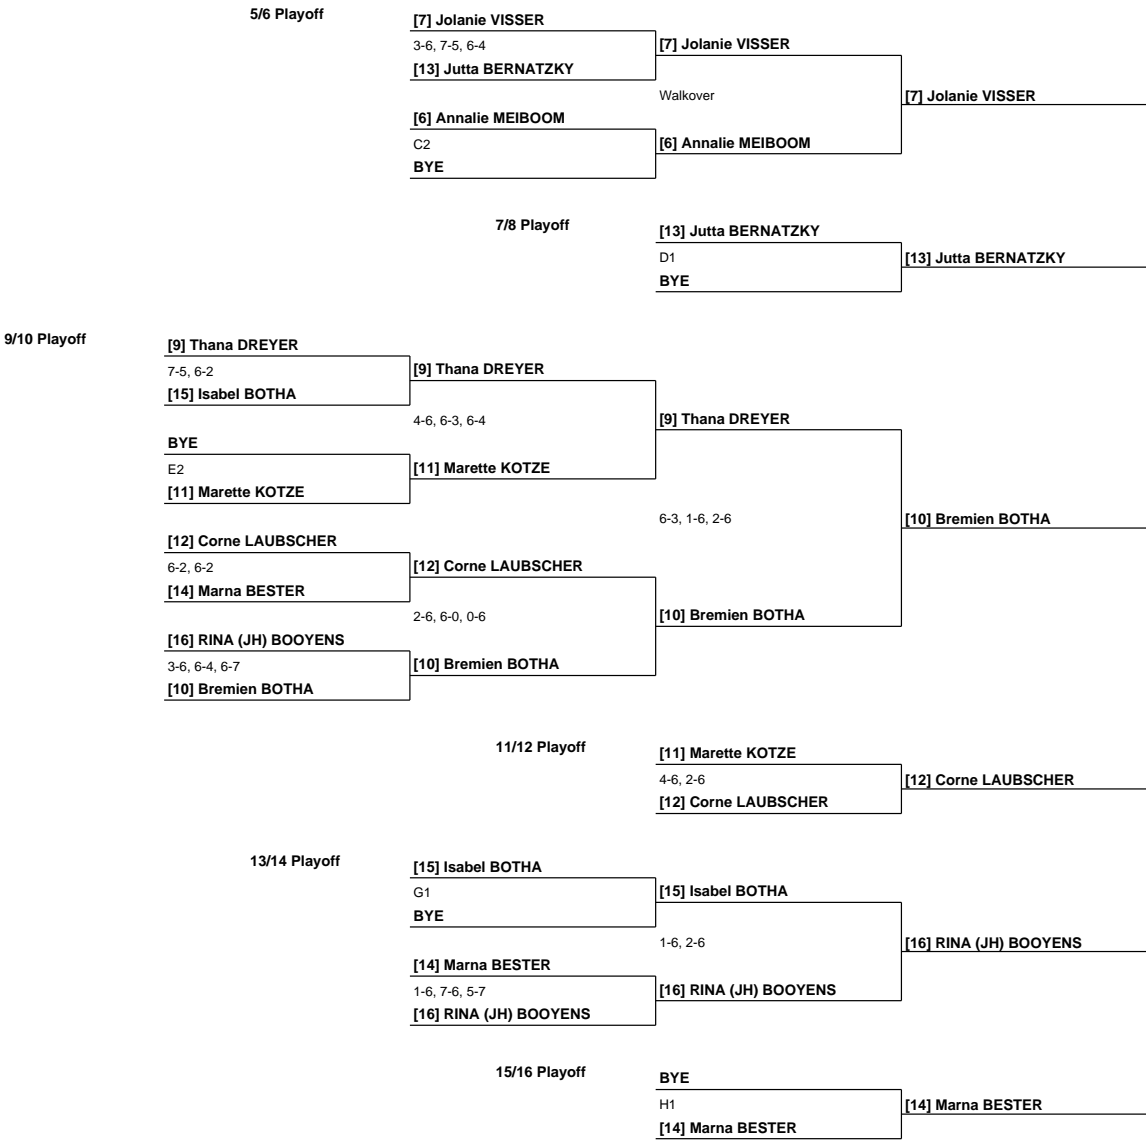 5/6 Playoff
[7] Jolanie VISSER
3-6, 7-5, 6-4
[7] Jolanie VISSER
[13] Jutta BERNATZKY
Walkover
[7] Jolanie VISSER
[6] Annalie MEIBOOM
C2
[6] Annalie MEIBOOM
BYE
7/8 Playoff
[13] Jutta BERNATZKY
D1
[13] Jutta BERNATZKY
BYE
9/10 Playoff
[9] Thana DREYER
7-5, 6-2
[9] Thana DREYER
[15] Isabel BOTHA
4-6, 6-3, 6-4
[9] Thana DREYER
BYE
E2
[11] Marette KOTZE
[11] Marette KOTZE
6-3, 1-6, 2-6
[10] Bremien BOTHA
[12] Corne LAUBSCHER
6-2, 6-2
[12] Corne LAUBSCHER
[14] Marna BESTER
2-6, 6-0, 0-6
[10] Bremien BOTHA
[16] RINA (JH) BOOYENS
3-6, 6-4, 6-7
[10] Bremien BOTHA
[10] Bremien BOTHA
11/12 Playoff
[11] Marette KOTZE
4-6, 2-6
[12] Corne LAUBSCHER
[12] Corne LAUBSCHER
13/14 Playoff
[15] Isabel BOTHA
G1
[15] Isabel BOTHA
BYE
1-6, 2-6
[16] RINA (JH) BOOYENS
[14] Marna BESTER
1-6, 7-6, 5-7
[16] RINA (JH) BOOYENS
[16] RINA (JH) BOOYENS
15/16 Playoff
BYE
H1
[14] Marna BESTER
[14] Marna BESTER